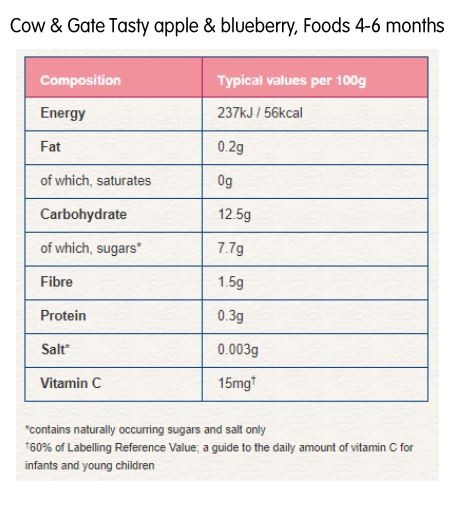 Cow & Gate Tasty apple & blueberry, Foods 4-6 months
Composition Typical values per 100g
Energy 237kJ / 56kcal
Fat 0.2g
of which, saturates 0g
Carbohydrate 12.5g
of which, sugars* 7.7g
Fibre 1.5g
Protein 0.3g
Salt* 0.003g
Vitamin C 15mg†
*contains naturally occurring sugars and salt only
†60% of Labelling Reference Value; a guide to the daily amount of vitamin C for
infants and young children